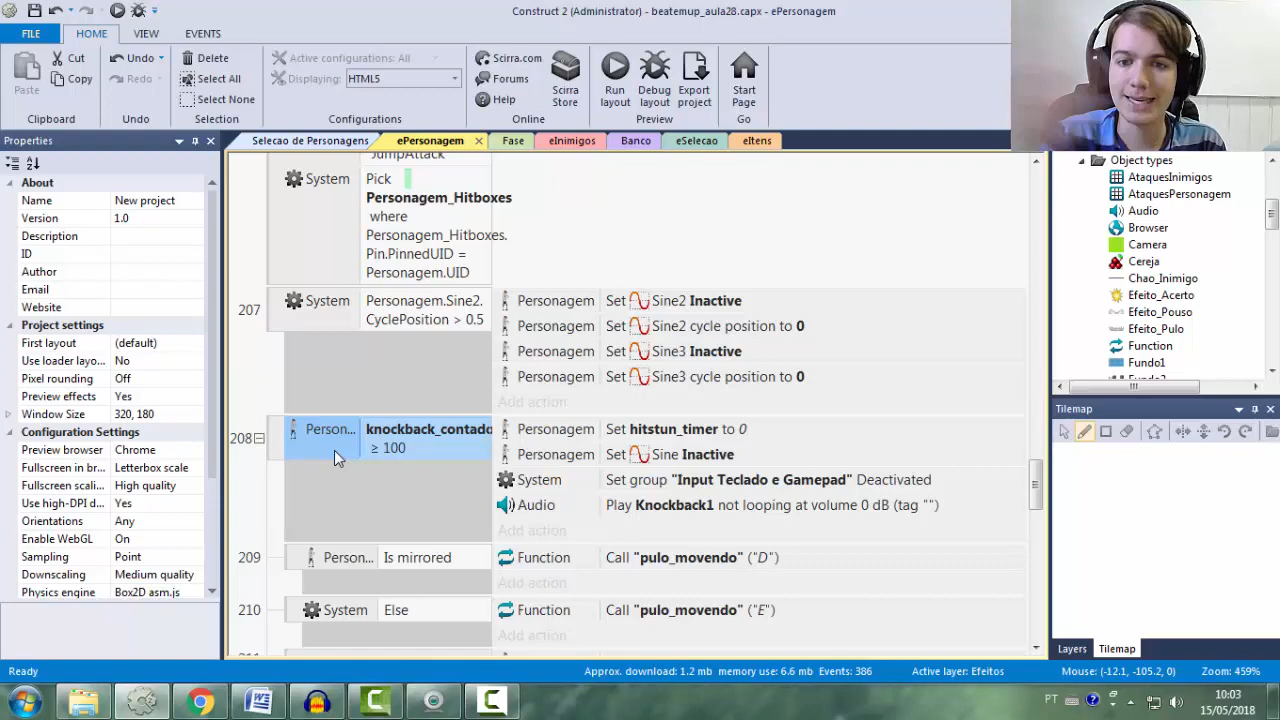 Construct 2 (Administrator) - beatemup_aula28.capx - ePersonagem
FILE
HOME
VIEW
EVENTS
Paste
Cut
Copy
Clipboard
Undo
Redo
Undo
Delete
Select All
Select None
Selection
Active configurations: All
Displaying:
HTML5
Configurations
Scirra.com
Forums
Help
Scirra Store
Online
Run layout
Debug layout
Export project
Preview
Start Page
Go
Properties
About
Name New project
Version 1.0
Description
ID
Author
Email
Website
Project settings
First layout (default)
Use loader layo... No
Pixel rounding Off
Preview effects Yes
Window Size 320, 180
Configuration Settings
Preview browser Chrome
Fullscreen in br... Letterbox scale
Fullscreen scali... High quality
Use high-DPI d... Yes
Orientations Any
Enable WebGL On
Sampling Point
Downscaling Medium quality
Physics engine Box2D asm.js
Selecao de Personagens
ePersonagem
Fase
eInimigos
Banco
eSelecao
eItens
"JumpAttack"
System
Pick
Personagem_Hitboxes
where
Personagem_Hitboxes.
Pin.PinnedUID =
Personagem.UID
207
System
Personagem.Sine2.
CyclePosition > 0.5
Personagem Set Sine2 Inactive
Personagem Set Sine2 cycle position to 0
Personagem Set Sine3 Inactive
Personagem Set Sine3 cycle position to 0
Add action
208
Person...
knockback_contado
≥ 100
Personagem Set hitstun_timer to 0
Personagem Set Sine Inactive
System Set group "Input Teclado e Gamepad" Deactivated
Audio Play Knockback1 not looping at volume 0 dB (tag "")
Add action
209 Person... Is mirrored Function Call "pulo_movendo" ("D")
Add action
210 System Else Function Call "pulo_movendo" ("E")
Add action
Object types
AtaquesInimigos
AtaquesPersonagem
Audio
Browser
Camera
Cereja
Chao_Inimigo
Efeito_Acerto
Efeito_Pouso
Efeito_Pulo
Function
Fundo1
Fundo2
Tilemap
Layers
Tilemap
Ready
Approx. download: 1.2 mb memory use: 6.6 mb Events: 386
Active layer: Efeitos
Mouse: (-12.1, -105.2, 0)
Zoom: 459%
PT
10:03
15/05/2018